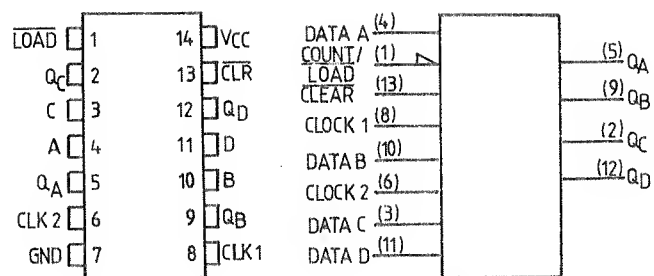 LOAD 1 14 VCC
QC 2 13 CLR
C 3 12 QD
A 4 11 D
QA 5 10 B
CLK 2 6 9 QB
GND 7 8 CLK1
DATA A (4)
COUNT/ (1)
LOAD
CLEAR (13)
CLOCK 1 (8)
DATA B (10)
CLOCK 2 (6)
DATA C (3)
DATA D (11)
(5) QA
(9) QB
(2) QC
(12) QD